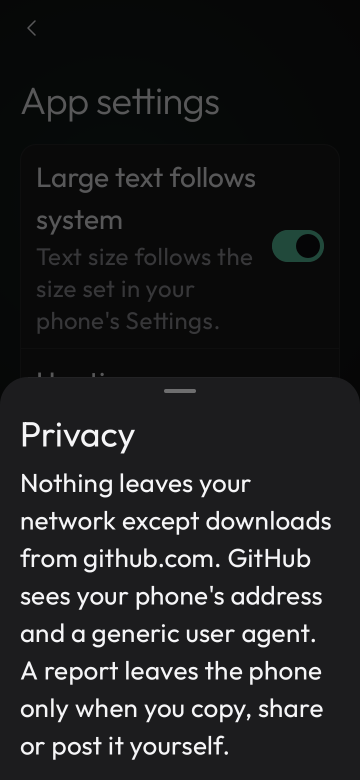 App settings
Large text follows
system
Text size follows the
size set in your
phone's Settings.
Privacy
Nothing leaves your
network except downloads
from github.com. GitHub
sees your phone's address
and a generic user agent.
A report leaves the phone
only when you copy, share
or post it yourself.